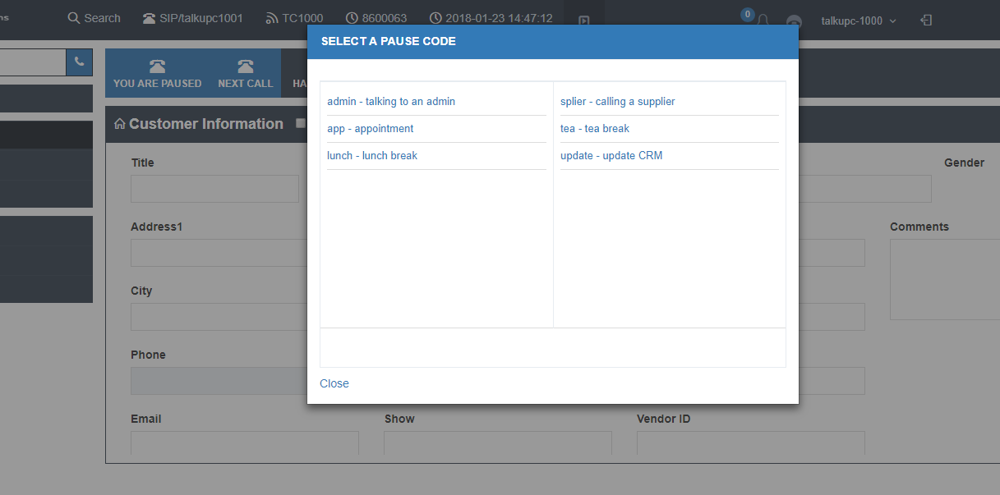 ns
Search
SIP/talkupc1001
TC1000
8600063
2018-01-23 14:47:12
0
talkupc-1000
SELECT A PAUSE CODE
YOU ARE PAUSED
NEXT CALL
HA
admin - talking to an admin
splier - calling a supplier
app - appointment
tea - tea break
lunch - lunch break
update - update CRM
Close
Customer Information
Title
Gender
Address1
Comments
City
Phone
Email
Show
Vendor ID